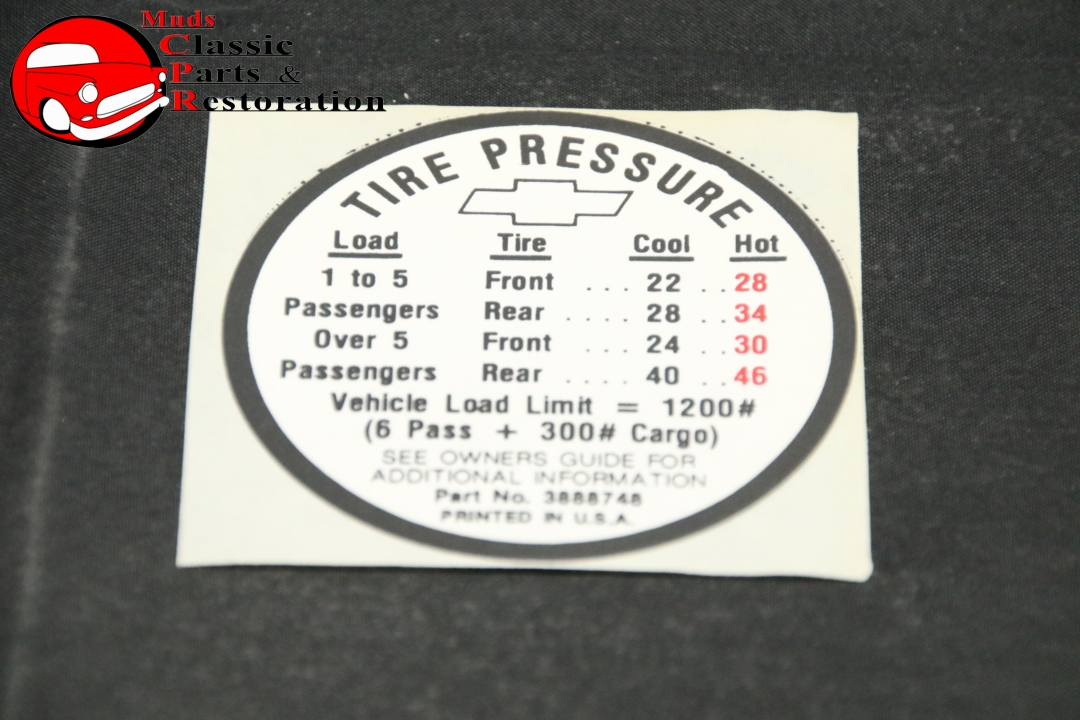 Muds
Classic
Parts &
Restoration
TIRE PRESSURE
Load Tire Cool Hot
1 to 5 Front ... 22 .. 28
Passengers Rear .... 28 .. 34
Over 5 Front ... 24 .. 30
Passengers Rear .... 40 .. 46
Vehicle Load Limit = 1200#
(6 Pass + 300# Cargo)
SEE OWNERS GUIDE FOR
ADDITIONAL INFORMATION
Part No. 3888748
PRINTED IN U.S.A.